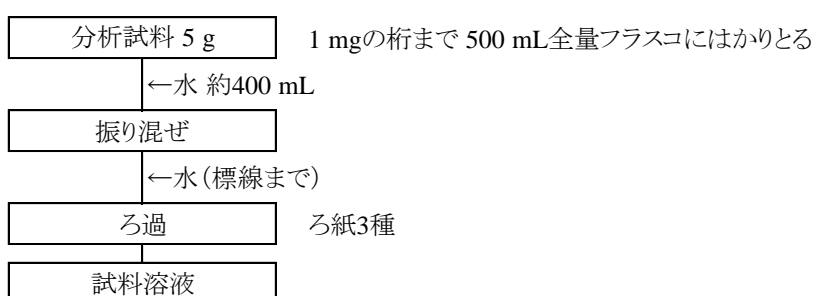 分析試料 5 g 1 mgの桁まで 500 mL全量フラスコにはかりとる
←水 約400 mL
振り混ぜ
←水（標線まで）
ろ過 ろ紙3種
試料溶液